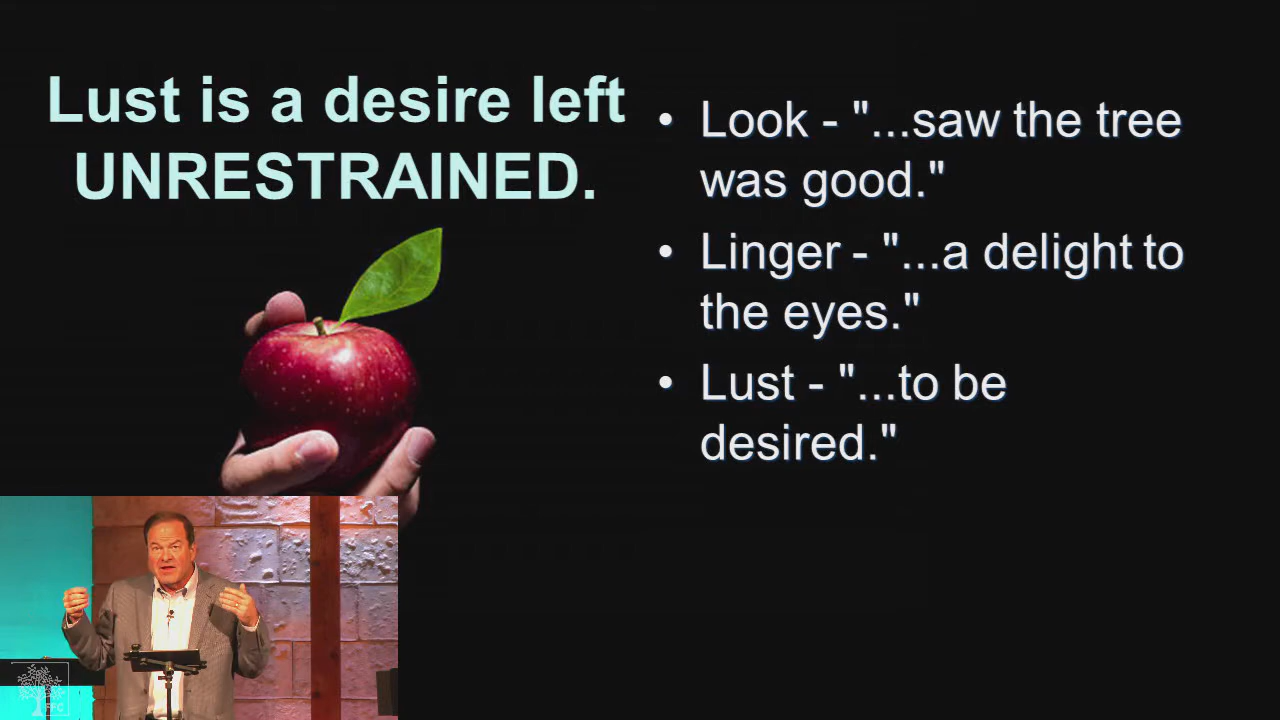 Lust is a desire left
UNRESTRAINED.
• Look - "...saw the tree
was good."
• Linger - "...a delight to
the eyes."
• Lust - "...to be
desired."